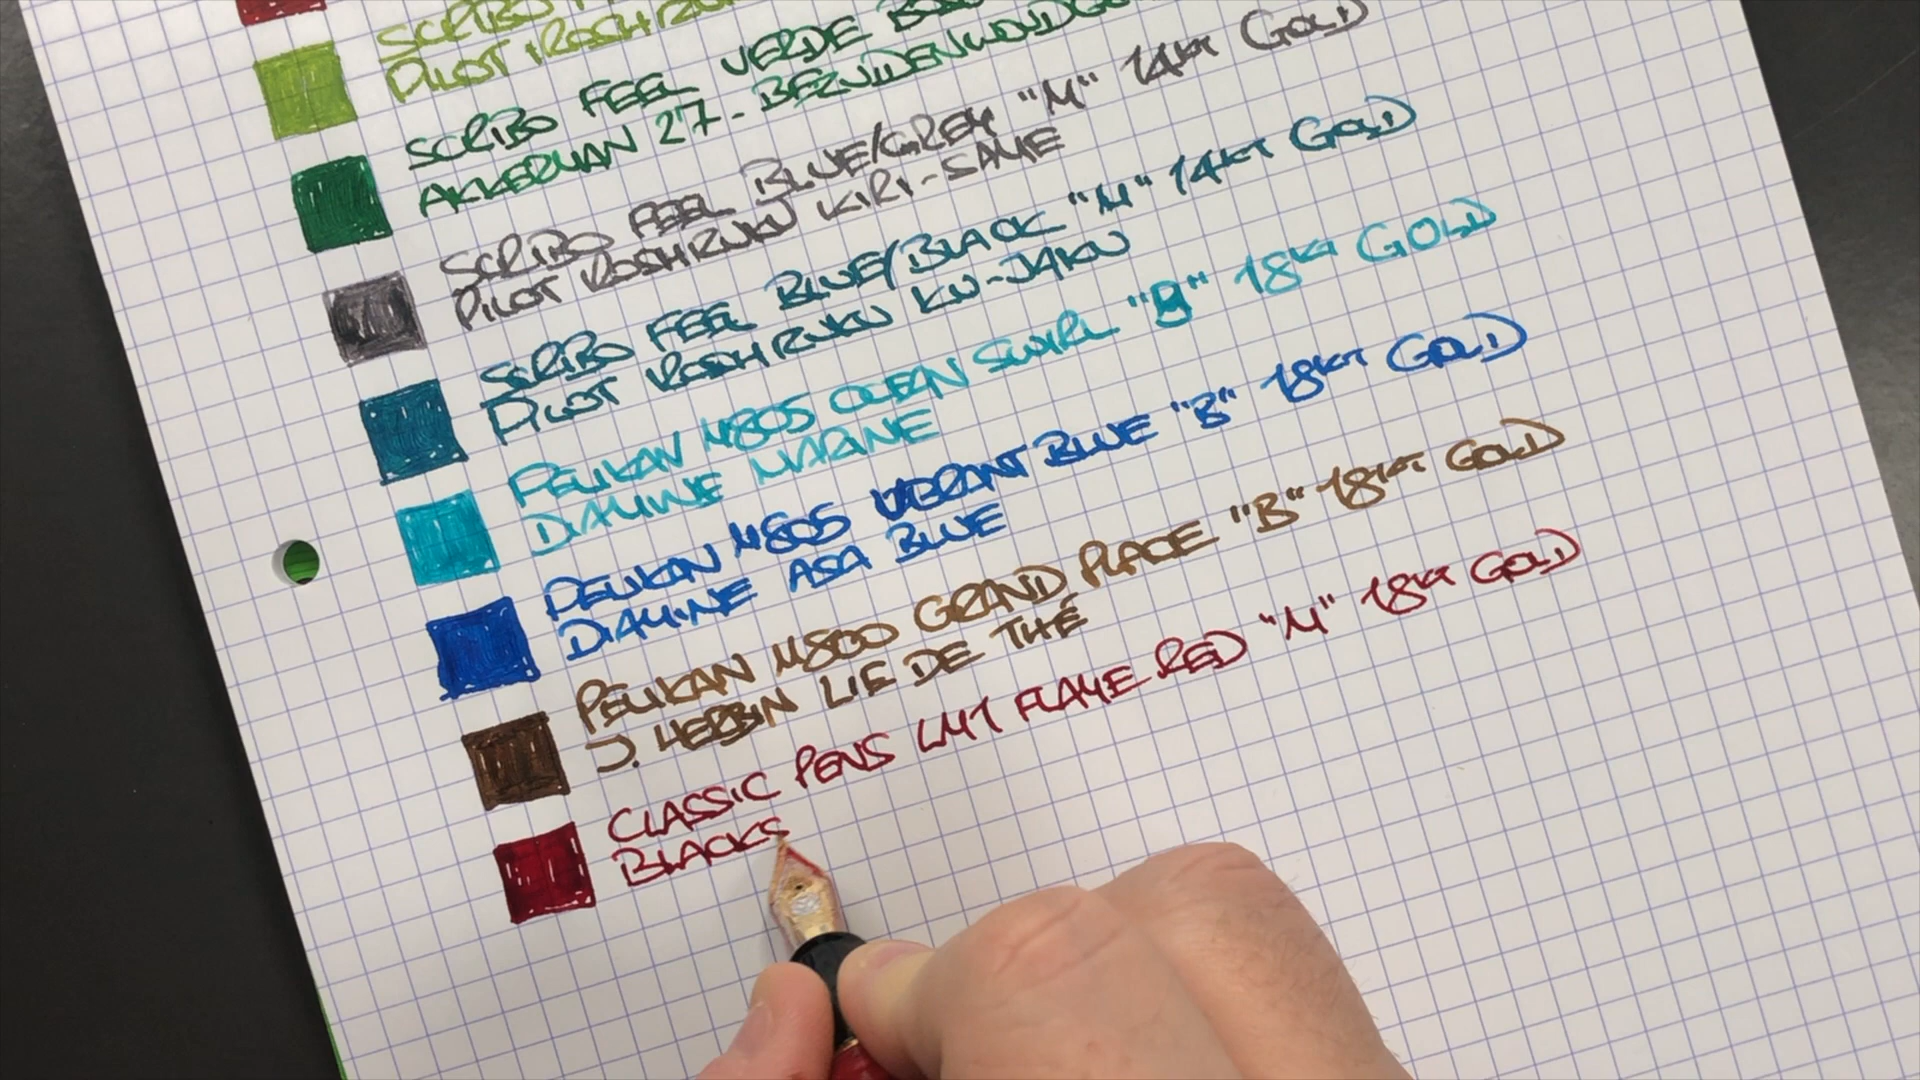 SCRIBO
PILOT IROSHIZUKU
SCRIBO FEEL VERDE
AKKERMAN 27 - BEZUIDENWOUDG
SCRIBO FEEL BLUE/GREY "M" 14KT GOLD
PILOT IROSHIZUKU KIRI-SAME
SCRIBO FEEL BLUE/BLACK "M" 14KT GOLD
PILOT IROSHIZUKU KU-JAKU
PELIKAN M805 OCEAN SWIRL "B" 18KT GOLD
DIAMINE MARINE
PELIKAN M805 VIBRANT BLUE "B" 18KT GOLD
DIAMINE ASA BLUE
PELIKAN M800 GRAND PLACE "B" 18KT GOLD
J. HERBIN LIE DE THÉ
CLASSIC PENS LM1 FLAME RED "M" 18KT GOLD
BLACKS